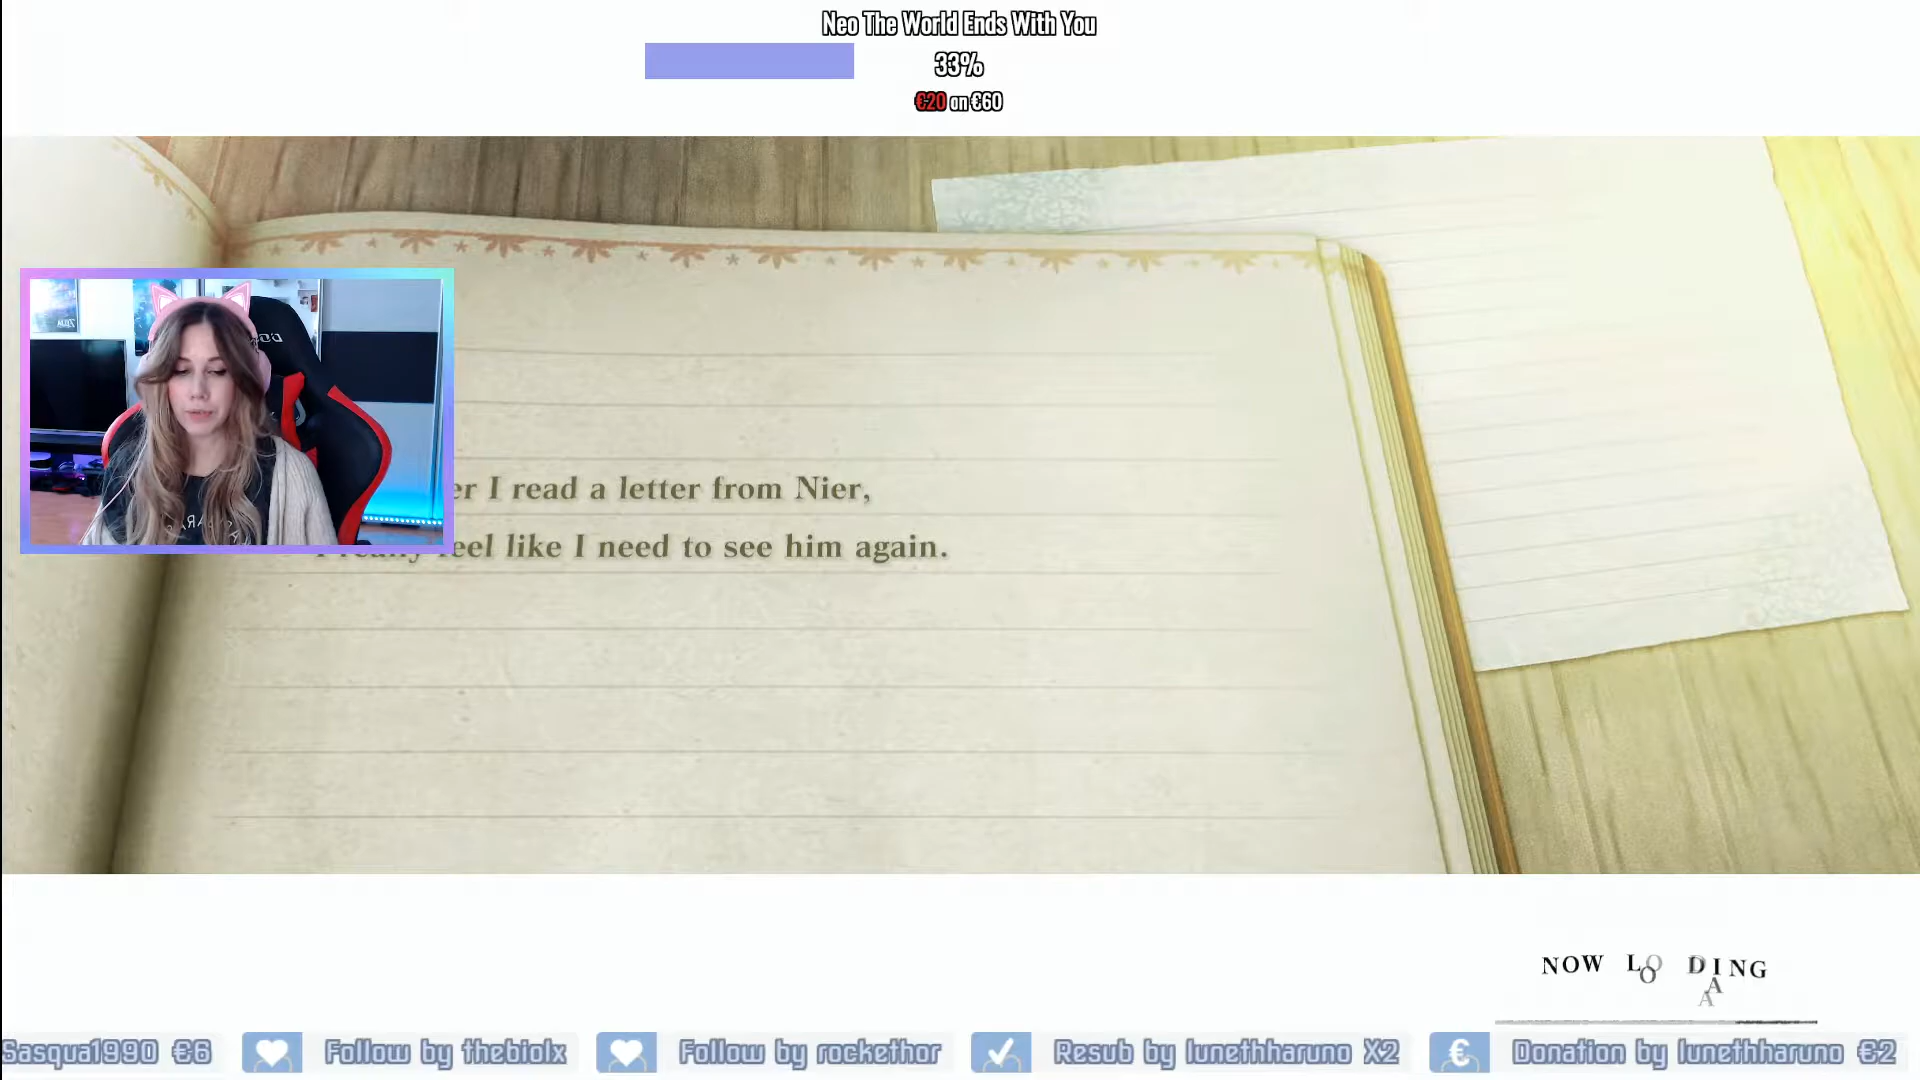 Neo The World Ends With You
33%
€20 on €60
er I read a letter from Nier,
I really feel like I need to see him again.
NOW LOADING
Sasqua1990 €6
Follow by thebiolx
Follow by rockethor
Resub by lunethharuno X2
Donation by lunethharuno €2